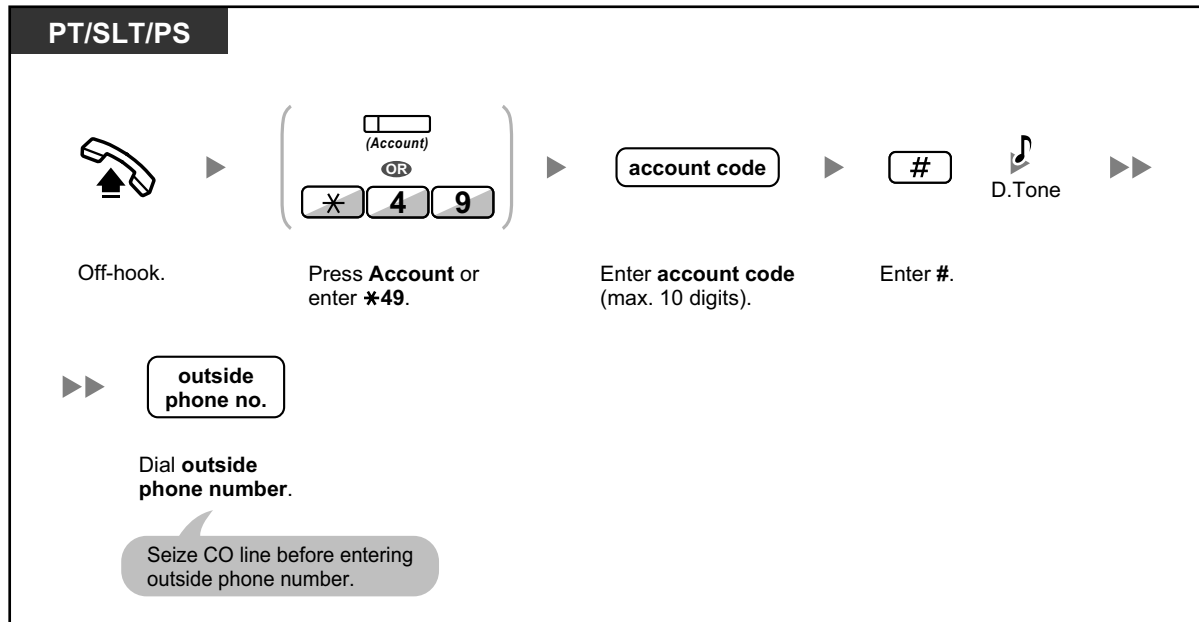 PT/SLT/PS
(Account)
OR
* 4 9
account code
#
D.Tone
Off-hook.
Press Account or
enter *49.
Enter account code
(max. 10 digits).
Enter #.
outside
phone no.
Dial outside
phone number.
Seize CO line before entering
outside phone number.